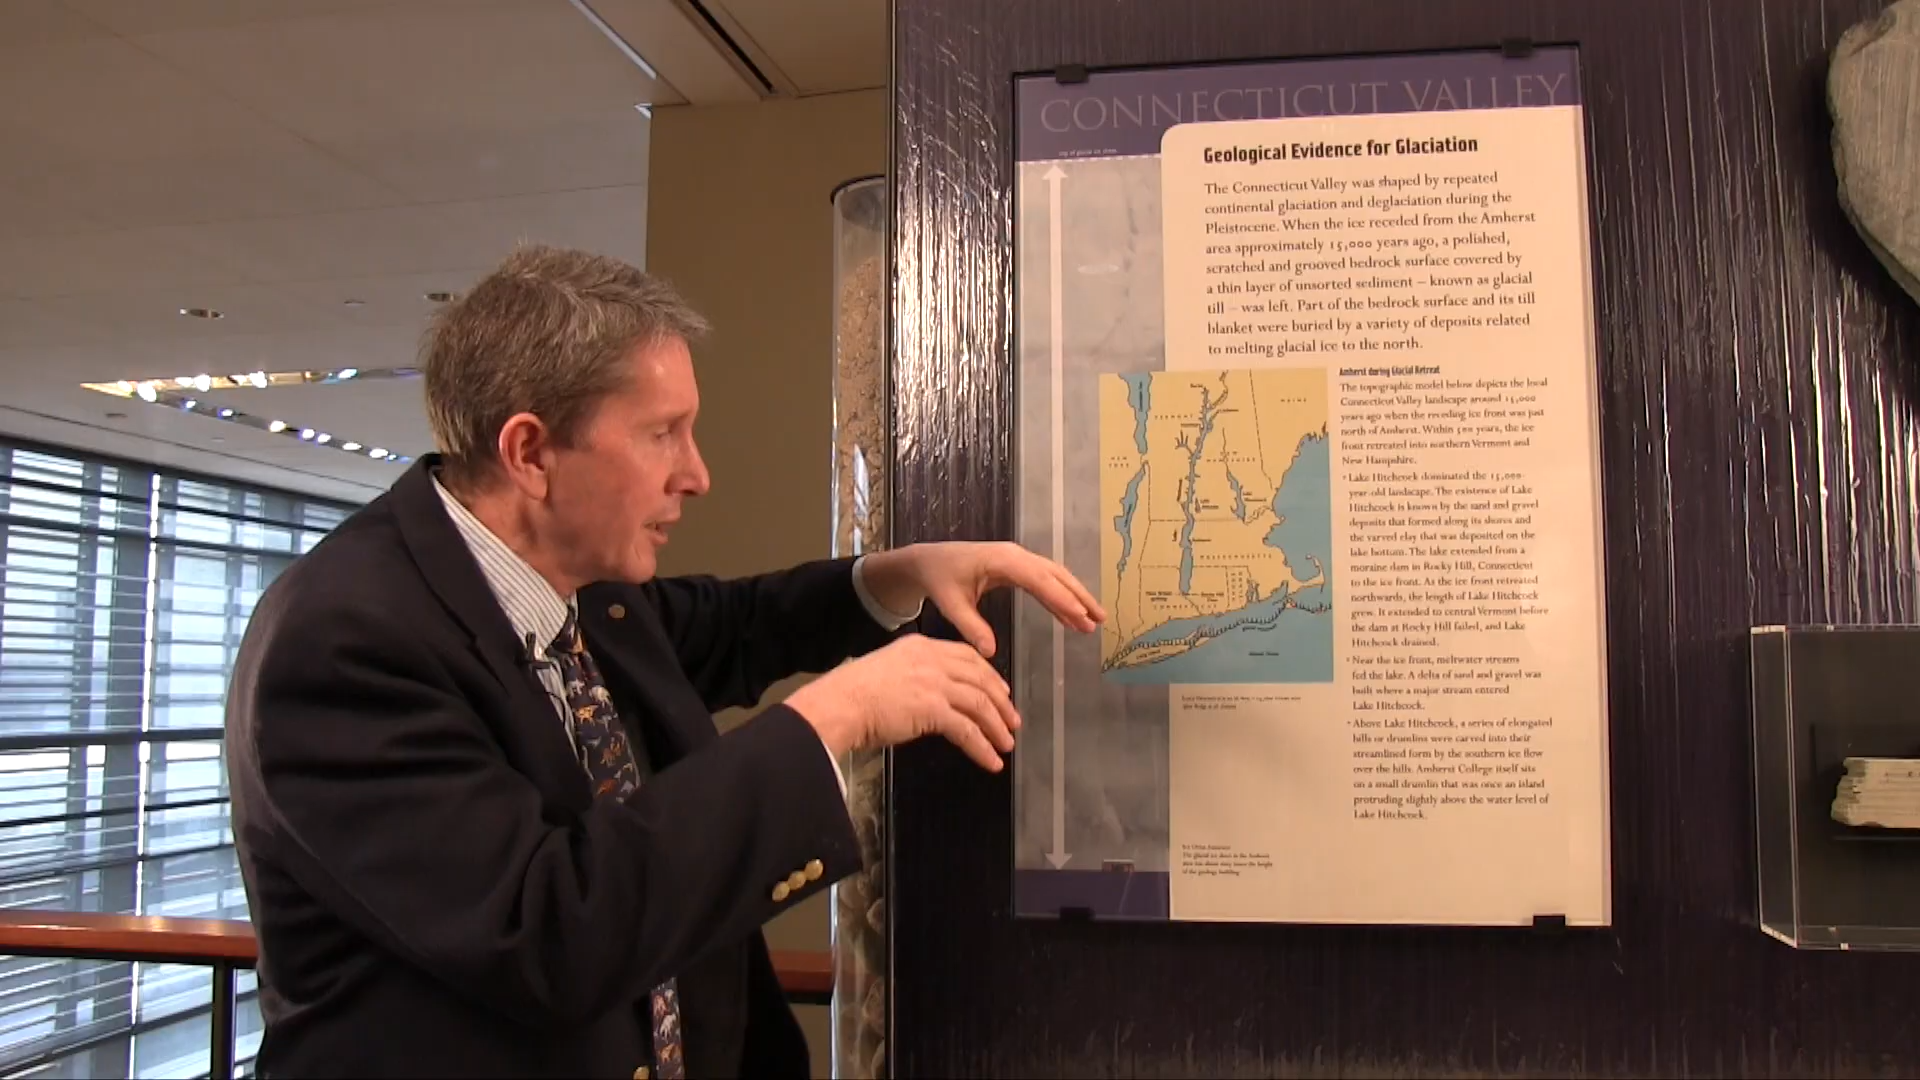 CONNECTICUT VALLEY
Geological Evidence for Glaciation
The Connecticut Valley was shaped by repeated
continental glaciation and deglaciation during the
Pleistocene. When the ice receded from the Amherst
area approximately 15,000 years ago, a polished,
scratched and grooved bedrock surface covered by
a thin layer of unsorted sediment – known as glacial
till – was left. Part of the bedrock surface and its till
blanket were buried by a variety of deposits related
to melting glacial ice to the north.
Amherst during Glacial Retreat
The topographic model below depicts the local
Connecticut Valley landscape around 15,000
years ago when the receding ice front was just
north of Amherst. Within 500 years, the ice
front retreated into northern Vermont and
New Hampshire.
• Lake Hitchcock dominated the 15,000-
year-old landscape. The existence of Lake
Hitchcock is known by the sand and gravel
deposits that formed along its shores and
the varved clay that was deposited on the
lake bottom. The lake extended from a
moraine dam in Rocky Hill, Connecticut
to the ice front. As the ice front retreated
northwards, the length of Lake Hitchcock
grew. It extended to central Vermont before
the dam at Rocky Hill failed, and Lake
Hitchcock drained.
• Near the ice front, meltwater streams
fed the lake. A delta of sand and gravel was
built where a major stream entered
Lake Hitchcock.
• Above Lake Hitchcock, a series of elongated
hills or drumlins were carved into their
streamlined form by the southern ice flow
over the hills. Amherst College itself sits
on a small drumlin that was once an island
protruding slightly above the water level of
Lake Hitchcock.
VERMONT
MAINE
NEW
YORK
NEW
HAMPSHIRE
MASSACHUSETTS
CONNECTICUT